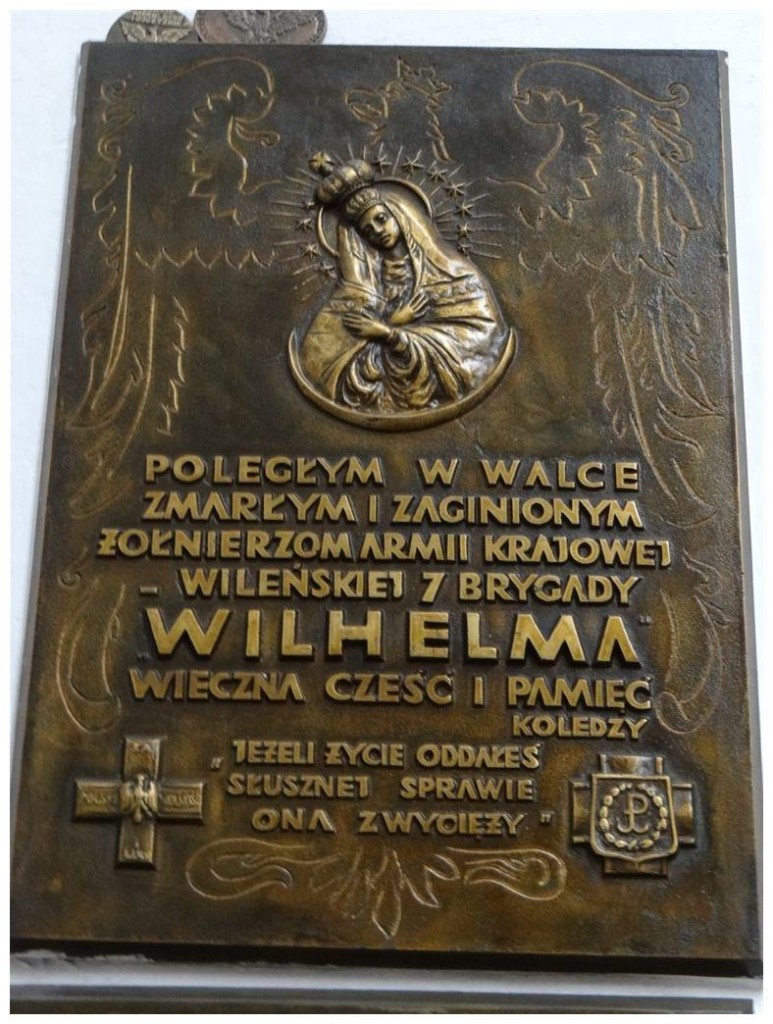 POLEGŁYM W WALCE
ZMARŁYM I ZAGINIONYM
ŻOŁNIERZOM ARMII KRAJOWEJ
– WILEŃSKIEJ 7 BRYGADY
„WILHELMA"
WIECZNA CZEŚĆ I PAMIĘĆ
KOLEDZY
„JEŻELI ŻYCIE ODDAŁEŚ
SŁUSZNEJ SPRAWIE
ONA ZWYCIĘŻY"